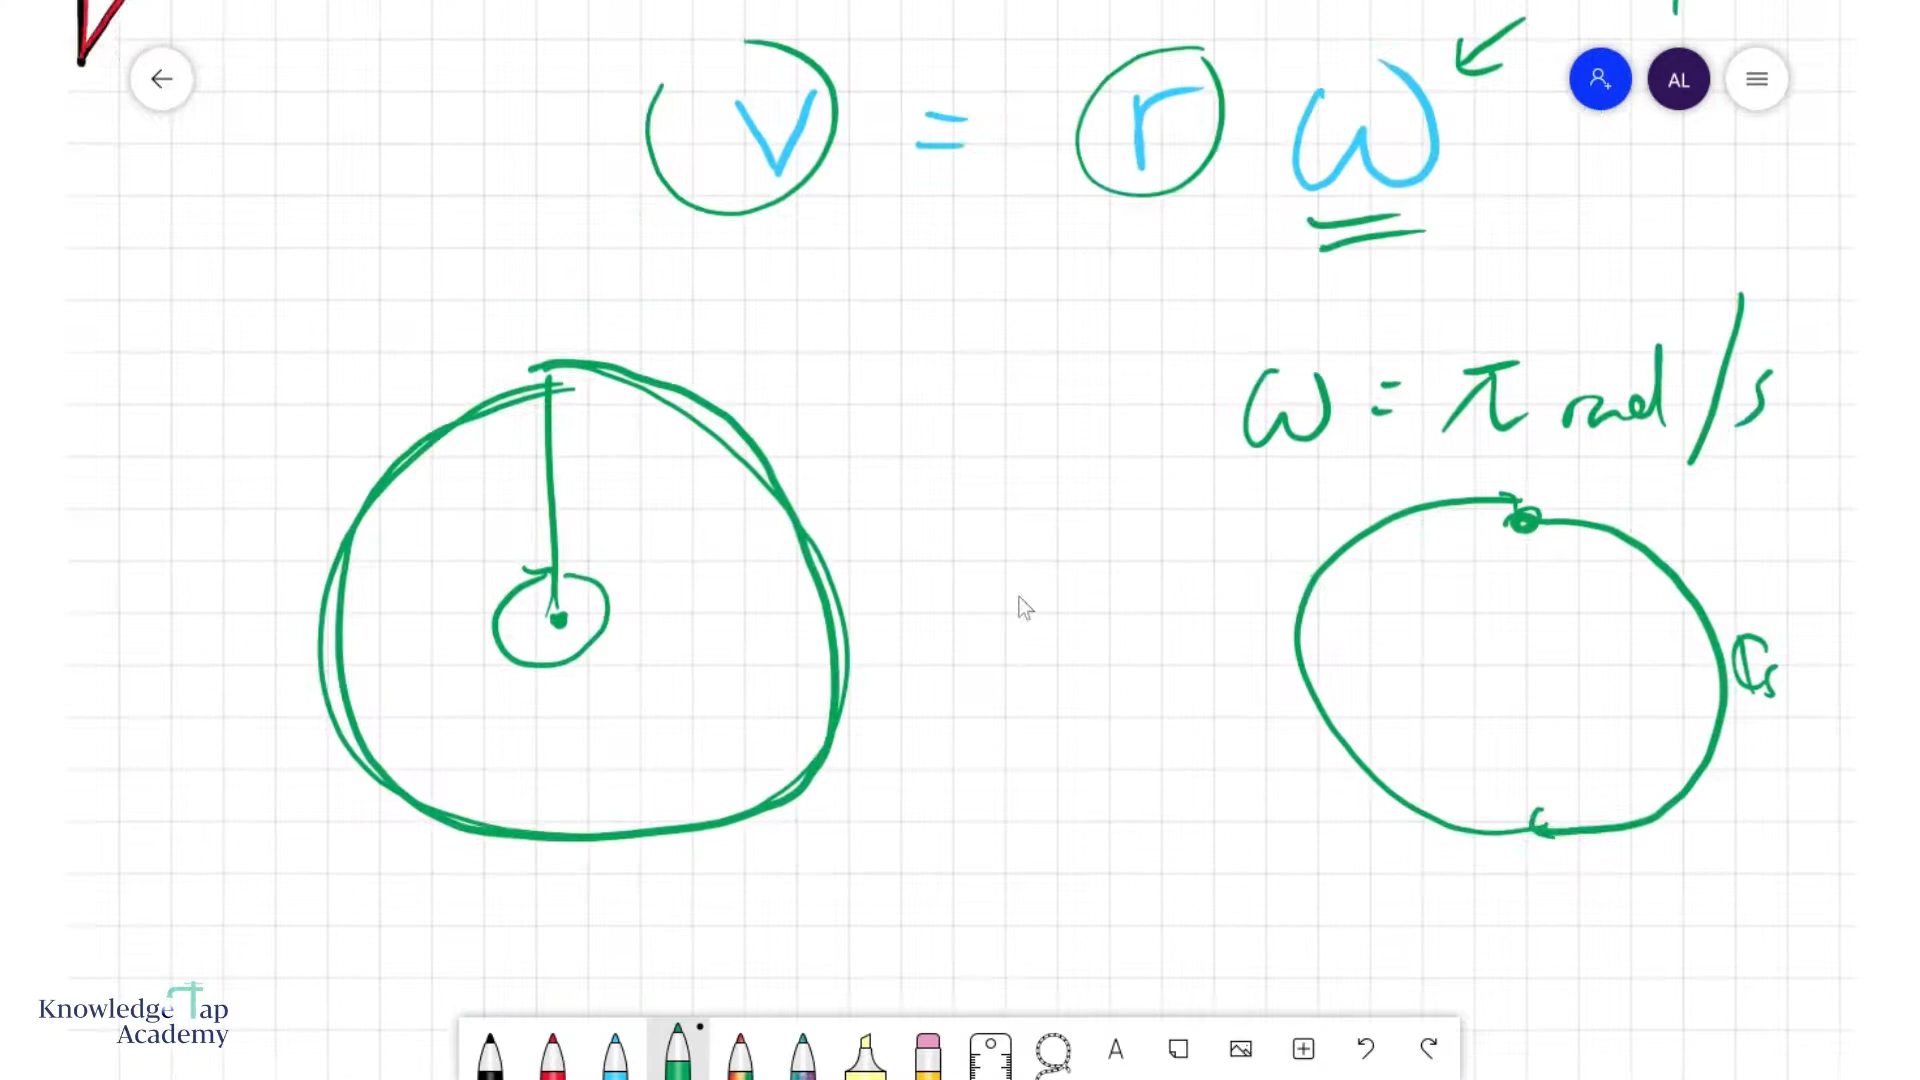 AL
v = r ω
ω = π rad/s
Knowledge Tap
Academy
A